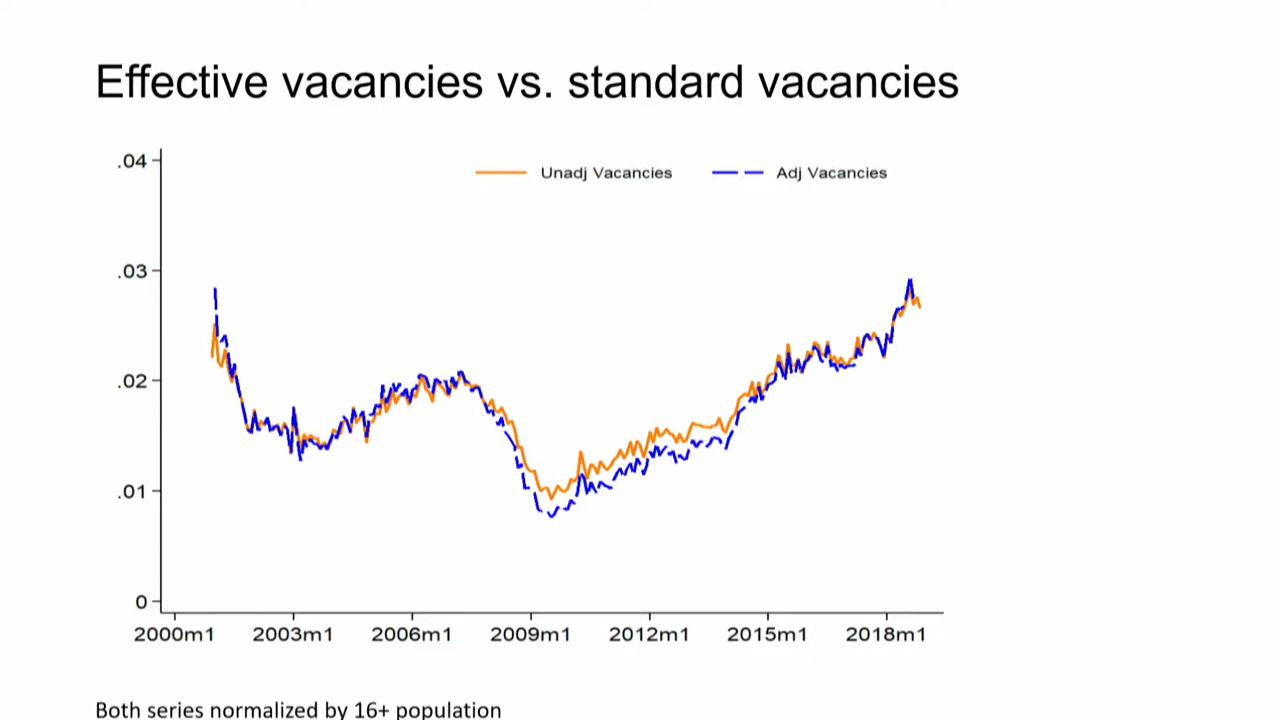 Effective vacancies vs. standard vacancies
.04
Unadj Vacancies
Adj Vacancies
.03
.02
.01
0
2000m1 2003m1 2006m1 2009m1 2012m1 2015m1 2018m1
Both series normalized by 16+ population